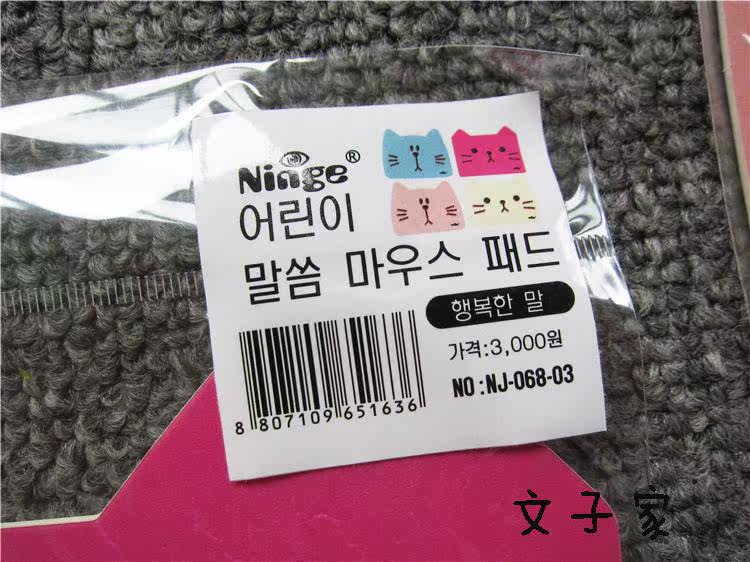 Ninge®
어린이
말씀 마우스 패드
행복한 말
가격:3,000원
NO:NJ-068-03
8 807109 651636
文子家